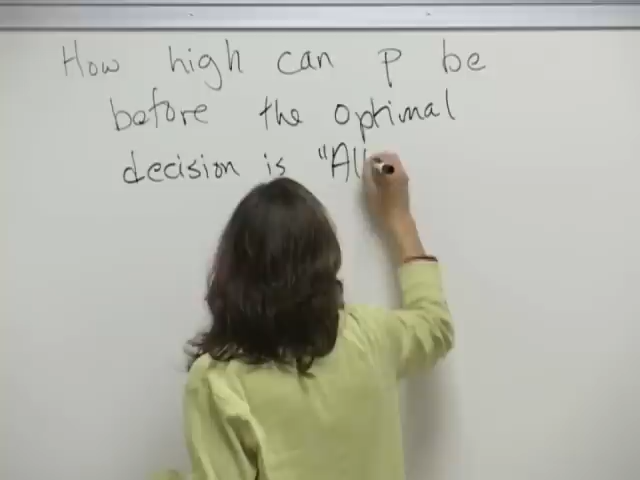 How high can p be
before the optimal
decision is "All